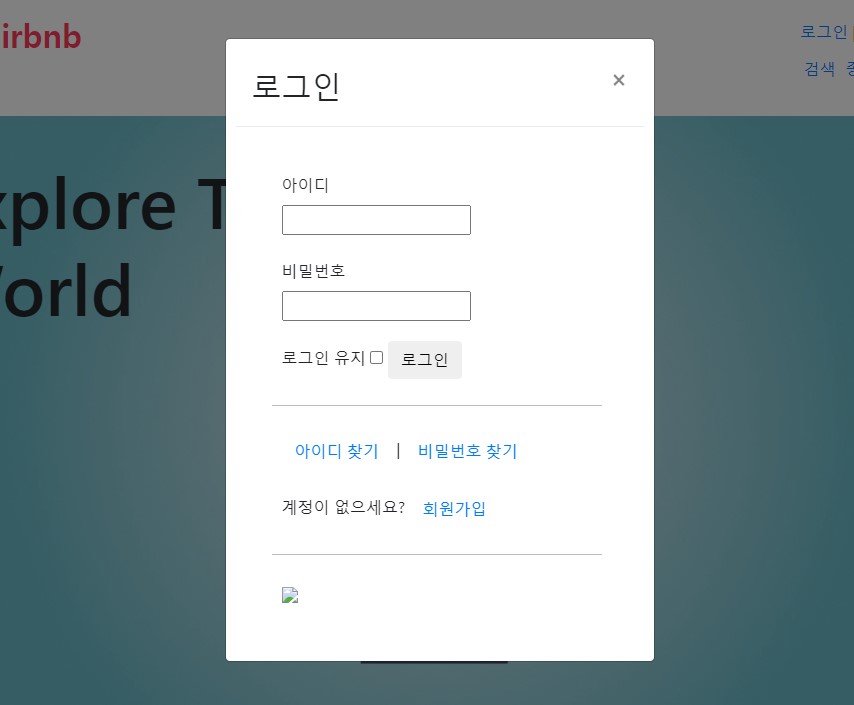 irbnb
로그인
검색
xplore T
orld
로그인
×
아이디
비밀번호
로그인 유지 로그인
아이디 찾기 | 비밀번호 찾기
계정이 없으세요? 회원가입